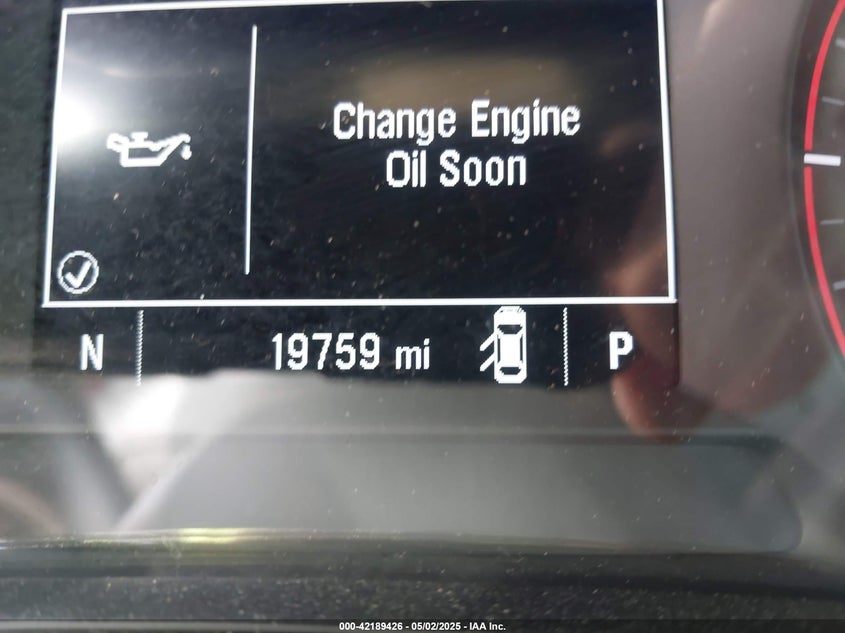 Change Engine
Oil Soon
N 19759 mi P
000-42189426 - 05/02/2025 - IAA Inc.